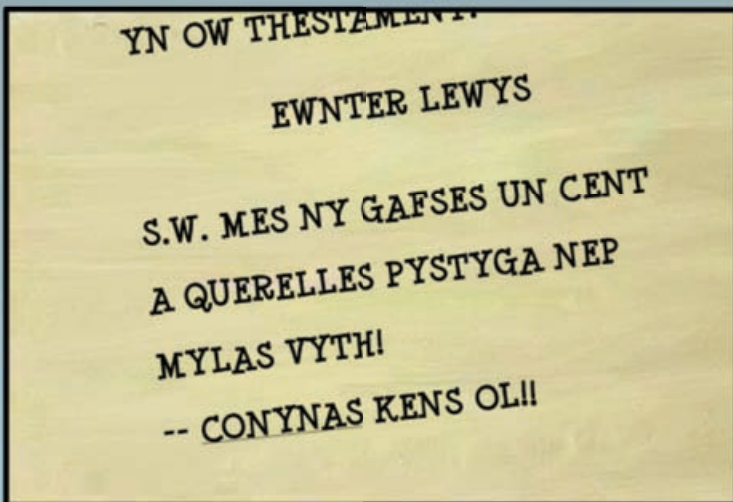 YN OW THESTAMENT.
EWNTER LEWYS
S.W. MES NY GAFSES UN CENT
A QUERELLES PYSTYGA NEP
MYLAS VYTH!
-- CONYNAS KENS OL!!